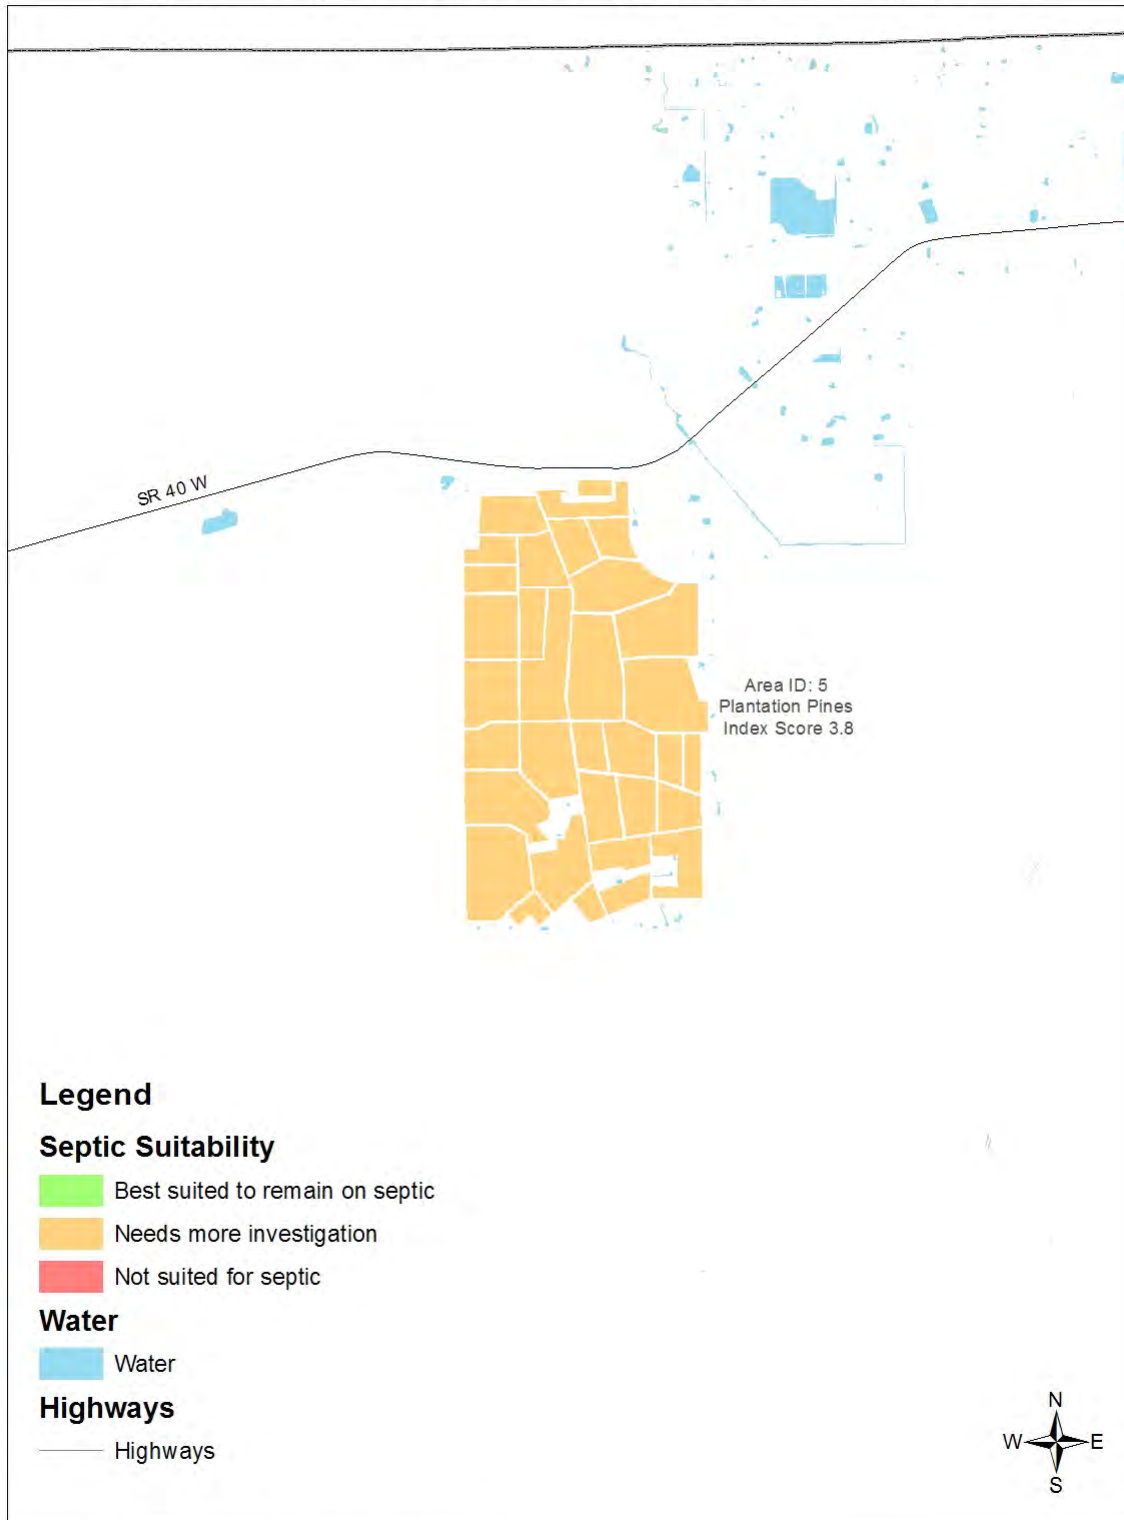 SR 40 W
Area ID: 5
Plantation Pines
Index Score 3.8
Legend
Septic Suitability
Best suited to remain on septic
Needs more investigation
Not suited for septic
Water
Water
Highways
Highways
N
W E
S